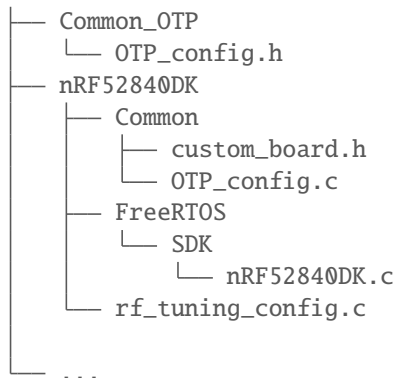 ├── Common_OTP
│   └── OTP_config.h
├── nRF52840DK
│   ├── Common
│   │   ├── custom_board.h
│   │   └── OTP_config.c
│   ├── FreeRTOS
│   │   └── SDK
│   │       └── nRF52840DK.c
│   └── rf_tuning_config.c
│
└── ...